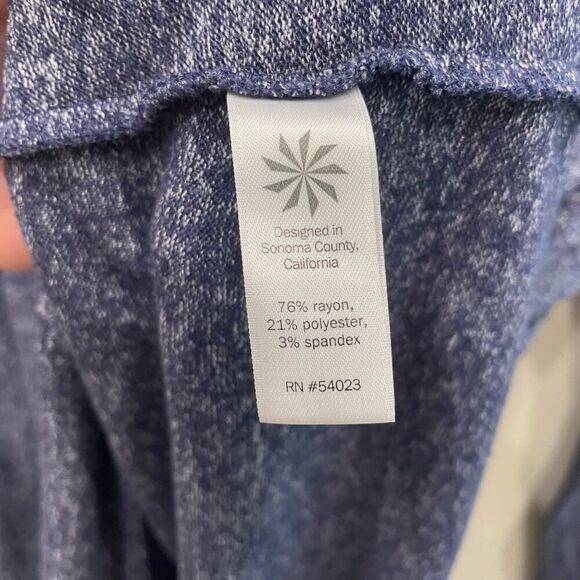 Designed in
Sonoma County,
California
76% rayon,
21% polyester,
3% spandex
RN #54023